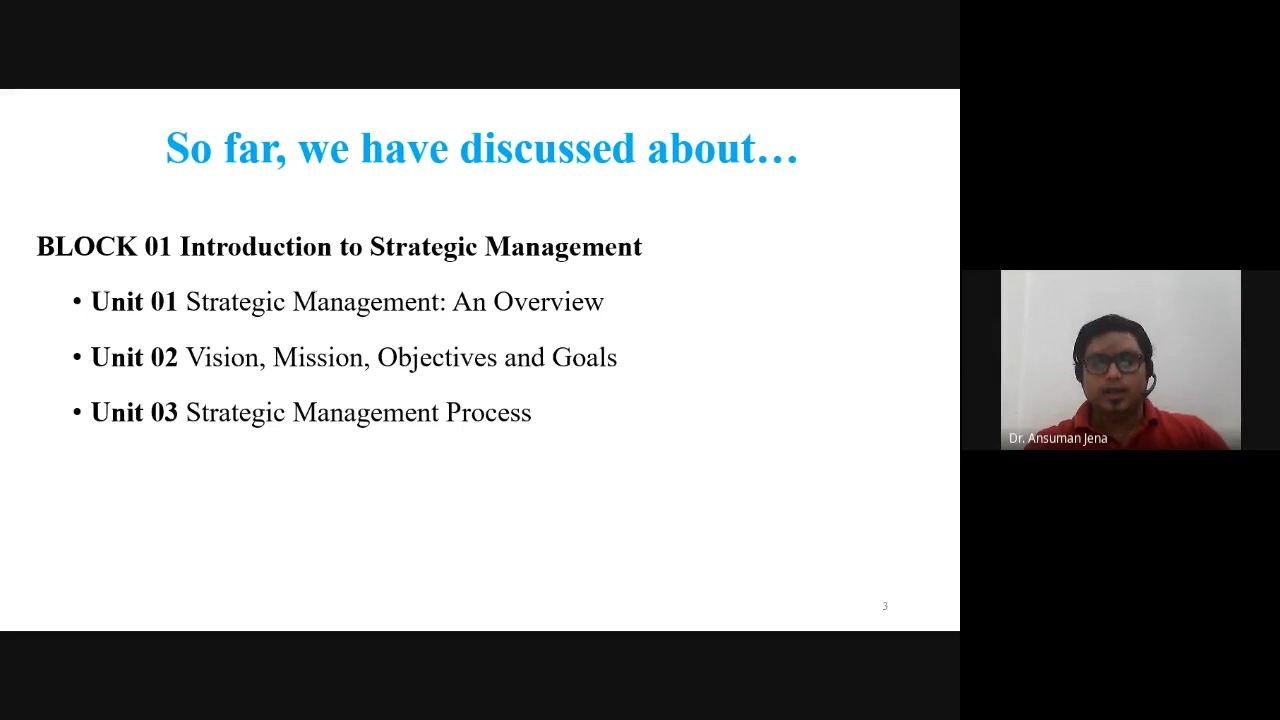 So far, we have discussed about…
BLOCK 01 Introduction to Strategic Management
• Unit 01 Strategic Management: An Overview
• Unit 02 Vision, Mission, Objectives and Goals
• Unit 03 Strategic Management Process
3
Dr. Ansuman Jena